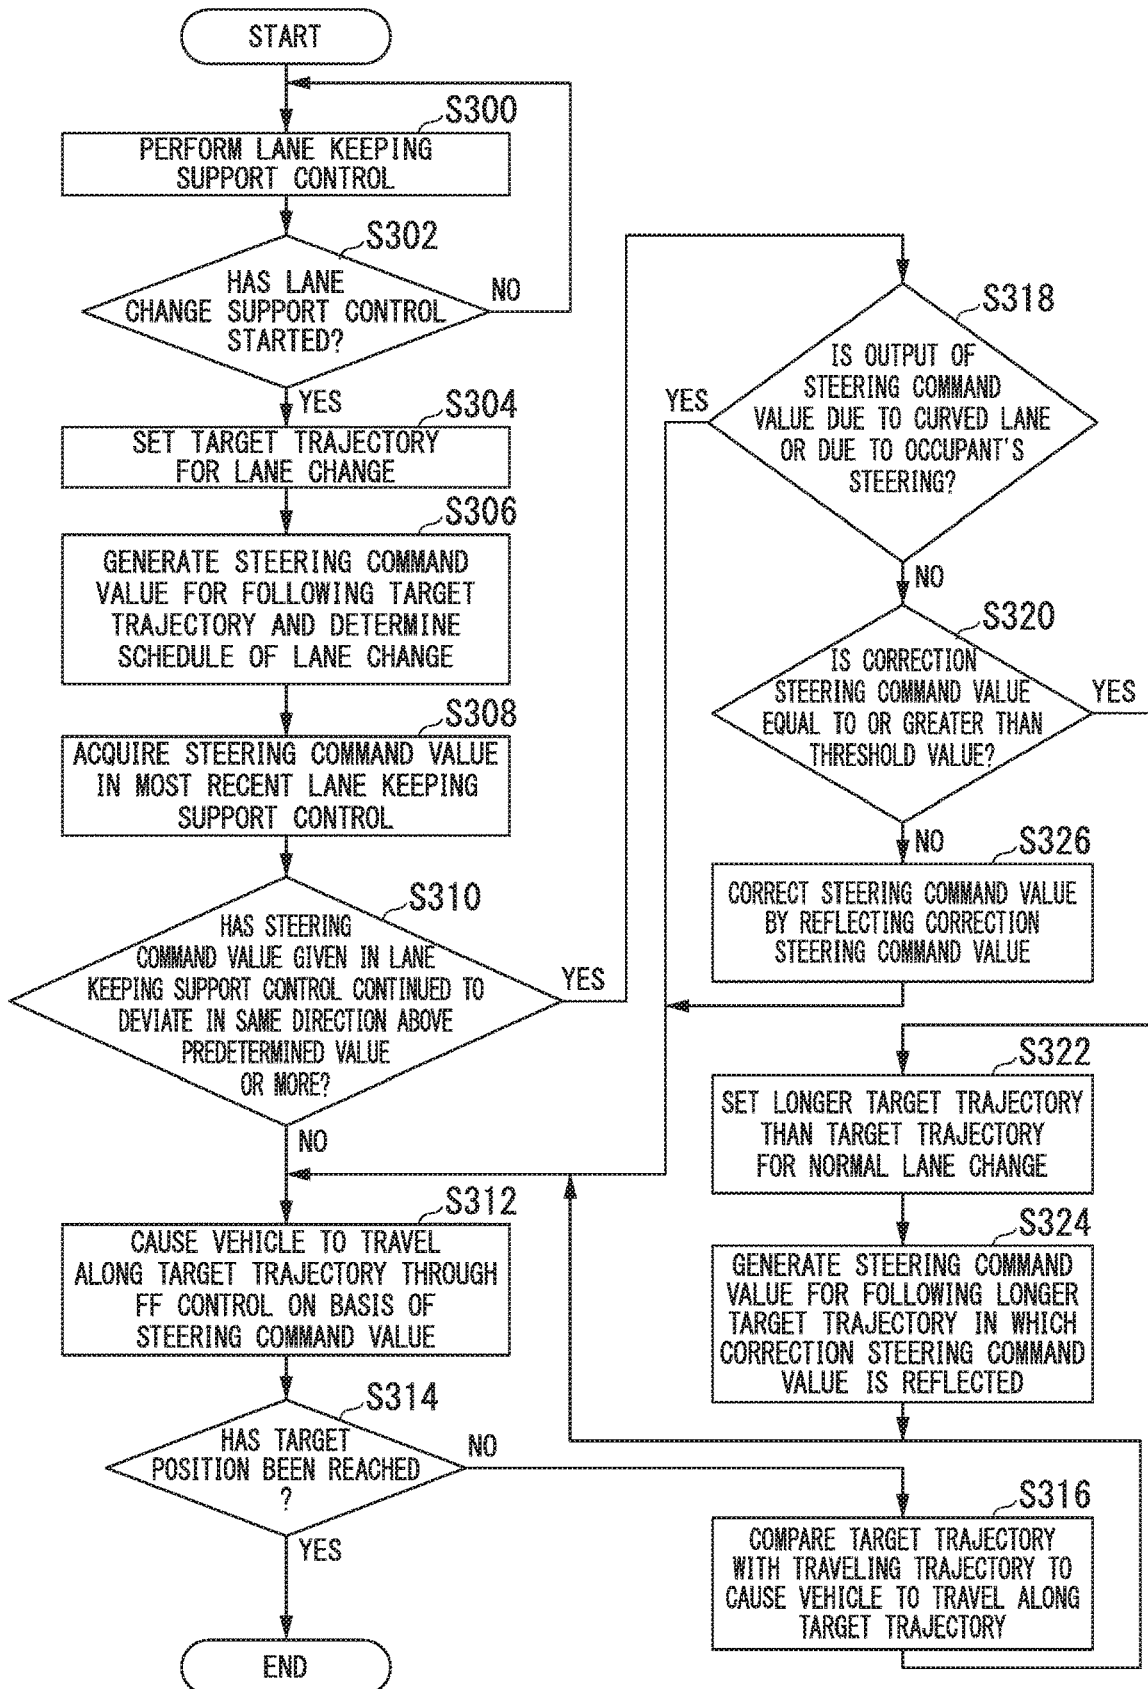 START
S300
PERFORM LANE KEEPING
SUPPORT CONTROL
S302
HAS LANE
CHANGE SUPPORT CONTROL
STARTED?
NO
YES
S304
SET TARGET TRAJECTORY
FOR LANE CHANGE
S306
GENERATE STEERING COMMAND
VALUE FOR FOLLOWING TARGET
TRAJECTORY AND DETERMINE
SCHEDULE OF LANE CHANGE
S308
ACQUIRE STEERING COMMAND VALUE
IN MOST RECENT LANE KEEPING
SUPPORT CONTROL
S310
HAS STEERING
COMMAND VALUE GIVEN IN LANE
KEEPING SUPPORT CONTROL CONTINUED TO
DEVIATE IN SAME DIRECTION ABOVE
PREDETERMINED VALUE
OR MORE?
YES
NO
S312
CAUSE VEHICLE TO TRAVEL
ALONG TARGET TRAJECTORY THROUGH
FF CONTROL ON BASIS OF
STEERING COMMAND VALUE
S314
HAS TARGET
POSITION BEEN REACHED
?
NO
YES
END
S318
IS OUTPUT OF
STEERING COMMAND
VALUE DUE TO CURVED LANE
OR DUE TO OCCUPANT'S
STEERING?
YES
NO
S320
IS CORRECTION
STEERING COMMAND VALUE
EQUAL TO OR GREATER THAN
THRESHOLD VALUE?
YES
NO
S326
CORRECT STEERING COMMAND VALUE
BY REFLECTING CORRECTION
STEERING COMMAND VALUE
S322
SET LONGER TARGET TRAJECTORY
THAN TARGET TRAJECTORY
FOR NORMAL LANE CHANGE
S324
GENERATE STEERING COMMAND
VALUE FOR FOLLOWING LONGER
TARGET TRAJECTORY IN WHICH
CORRECTION STEERING COMMAND
VALUE IS REFLECTED
S316
COMPARE TARGET TRAJECTORY
WITH TRAVELING TRAJECTORY TO
CAUSE VEHICLE TO TRAVEL ALONG
TARGET TRAJECTORY